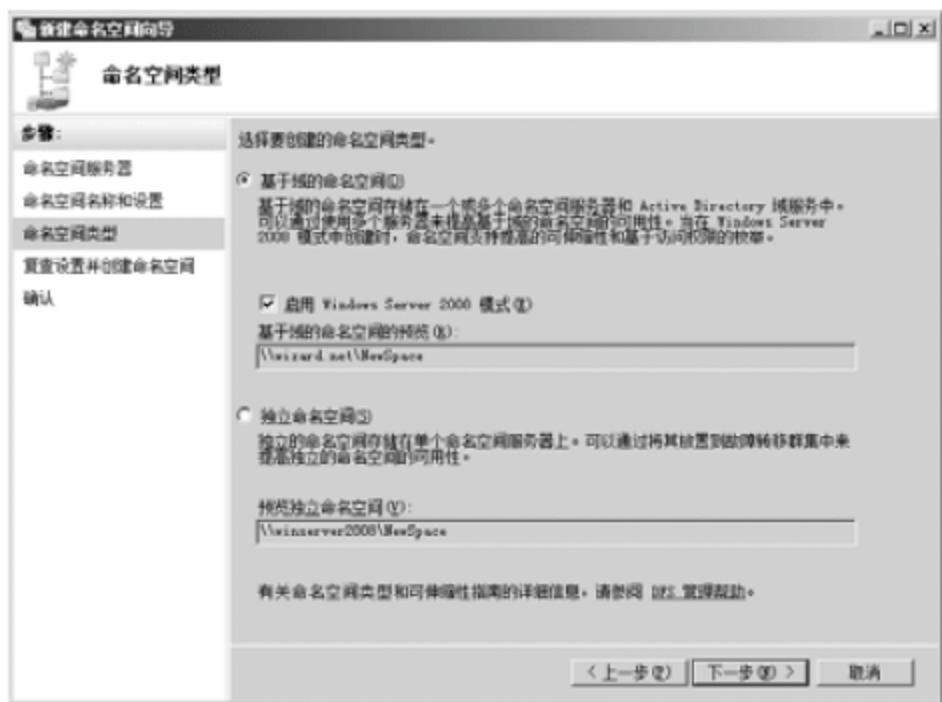 新建命名空间向导
命名空间类型
步骤:
选择要创建的命名空间类型。
命名空间服务器
命名空间名称和设置
命名空间类型
复查设置并创建命名空间
确认
基于域的命名空间(D)
基于域的命名空间存储在一个或多个命名空间服务器和 Active Directory 域服务中。
可以通过使用多个服务器来提高基于域的命名空间的可用性。当在 Windows Server
2008 模式中创建时，命名空间支持提高的可伸缩性和基于访问权限的枚举。
启用 Windows Server 2008 模式(E)
基于域的命名空间的预览(R):
\\wizard.net\NewSpace
独立命名空间(S)
独立的命名空间存储在单个命名空间服务器上。可以通过将其放置到故障转移群集中来
提高独立的命名空间的可用性。
预览独立命名空间(V):
\\winserver2008\NewSpace
有关命名空间类型和可伸缩性指南的详细信息，请参阅 DFS 管理帮助。
< 上一步(P)
下一步(N) >
取消